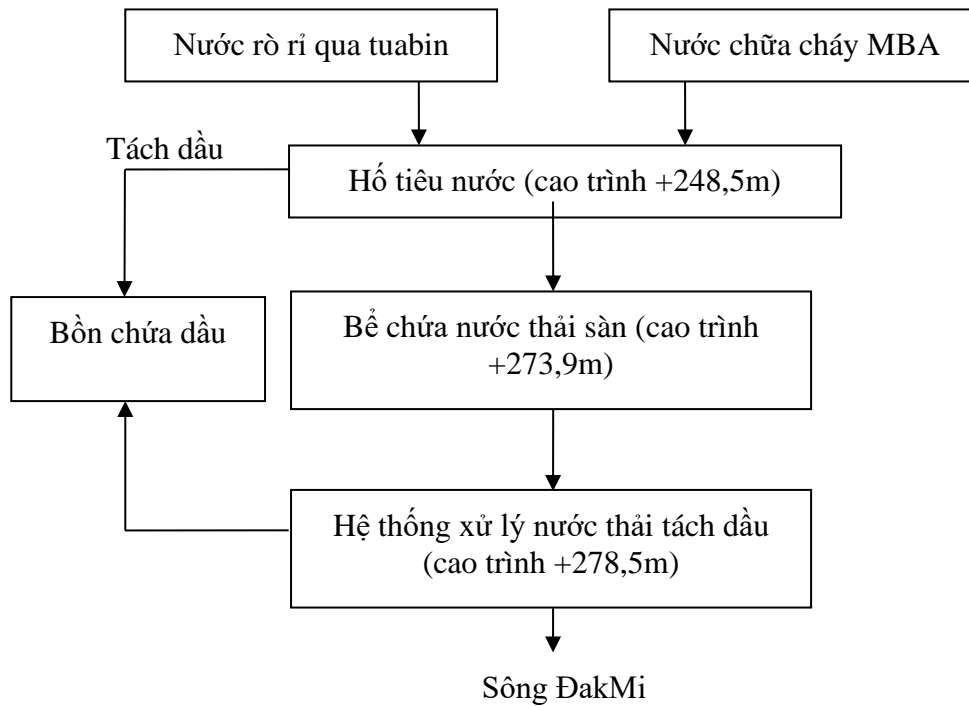 Nước rò rỉ qua tuabin
Nước chữa cháy MBA
Tách dầu
Hố tiêu nước (cao trình +248,5m)
Bồn chứa dầu
Bể chứa nước thải sàn (cao trình
+273,9m)
Hệ thống xử lý nước thải tách dầu
(cao trình +278,5m)
Sông ĐakMi